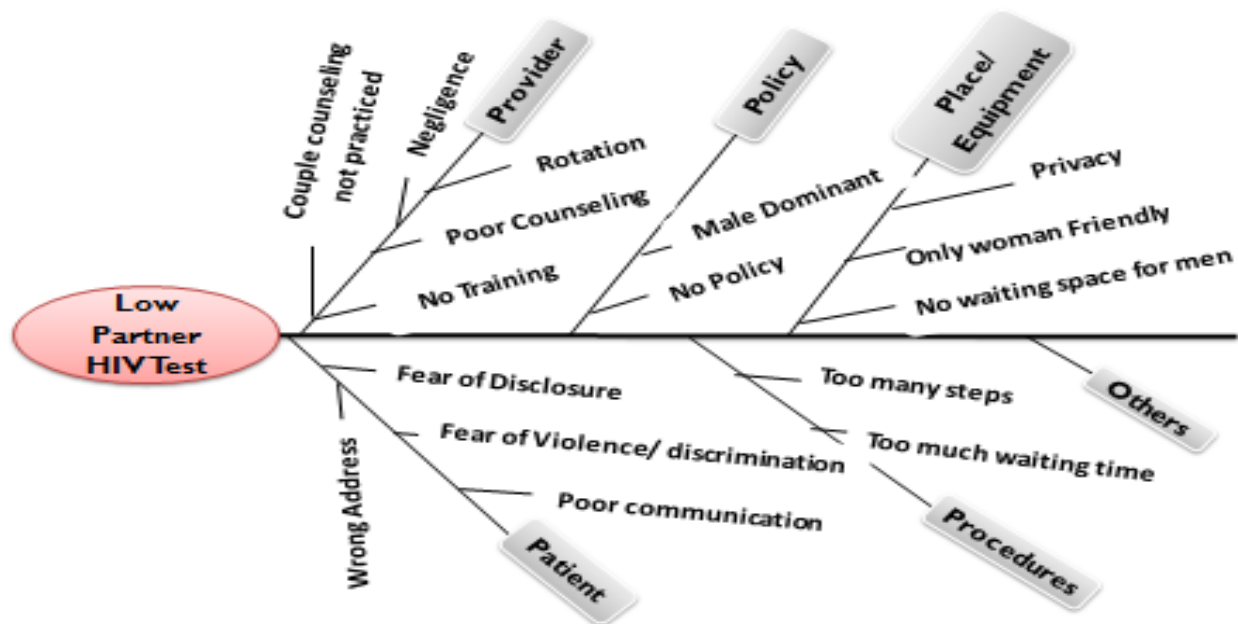 Couple counseling
not practiced
Negligence
Provider
Rotation
Poor Counseling
No Training
Policy
Male Dominant
No Policy
Place/
Equipment
Privacy
Only woman Friendly
No waiting space for men
Low
Partner
HIV Test
Fear of Disclosure
Wrong Address
Fear of Violence/ discrimination
Poor communication
Patient
Too many steps
Too much waiting time
Procedures
Others